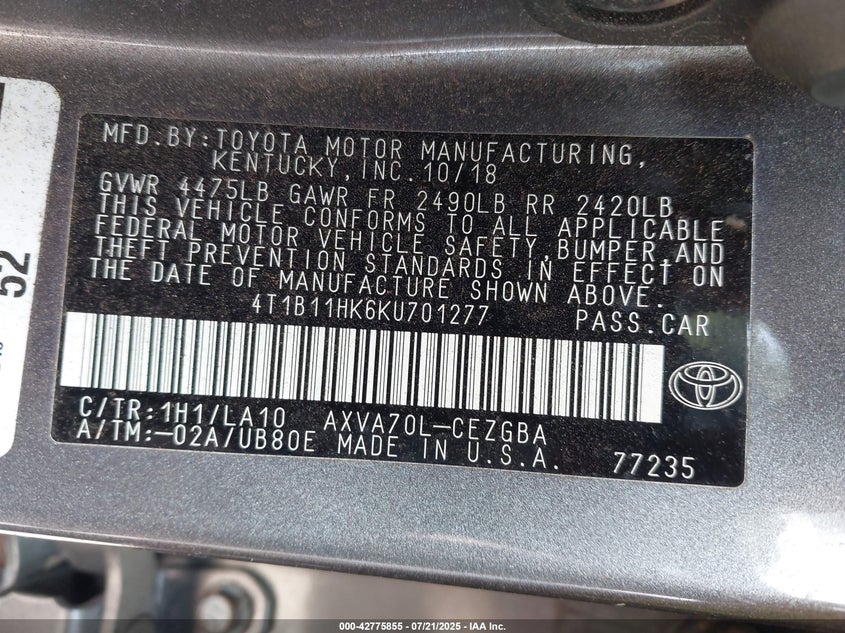 MFD.BY:TOYOTA MOTOR MANUFACTURING,
KENTUCKY,INC.10/18
GVWR 4475LB GAWR FR 2490LB RR 2420LB
THIS VEHICLE CONFORMS TO ALL APPLICABLE
FEDERAL MOTOR VEHICLE SAFETY,BUMPER,AND
THEFT PREVENTION STANDARDS IN EFFECT ON
THE DATE OF MANUFACTURE SHOWN ABOVE.
4T1B11HK6KU701277 PASS.CAR
C/TR:1H1/LA10 AXVA70L-CEZGBA
A/TM:-02A/UB80E MADE IN U.S.A. 77235
52
000-42775855 / 07/21/2025 - IAA Inc.